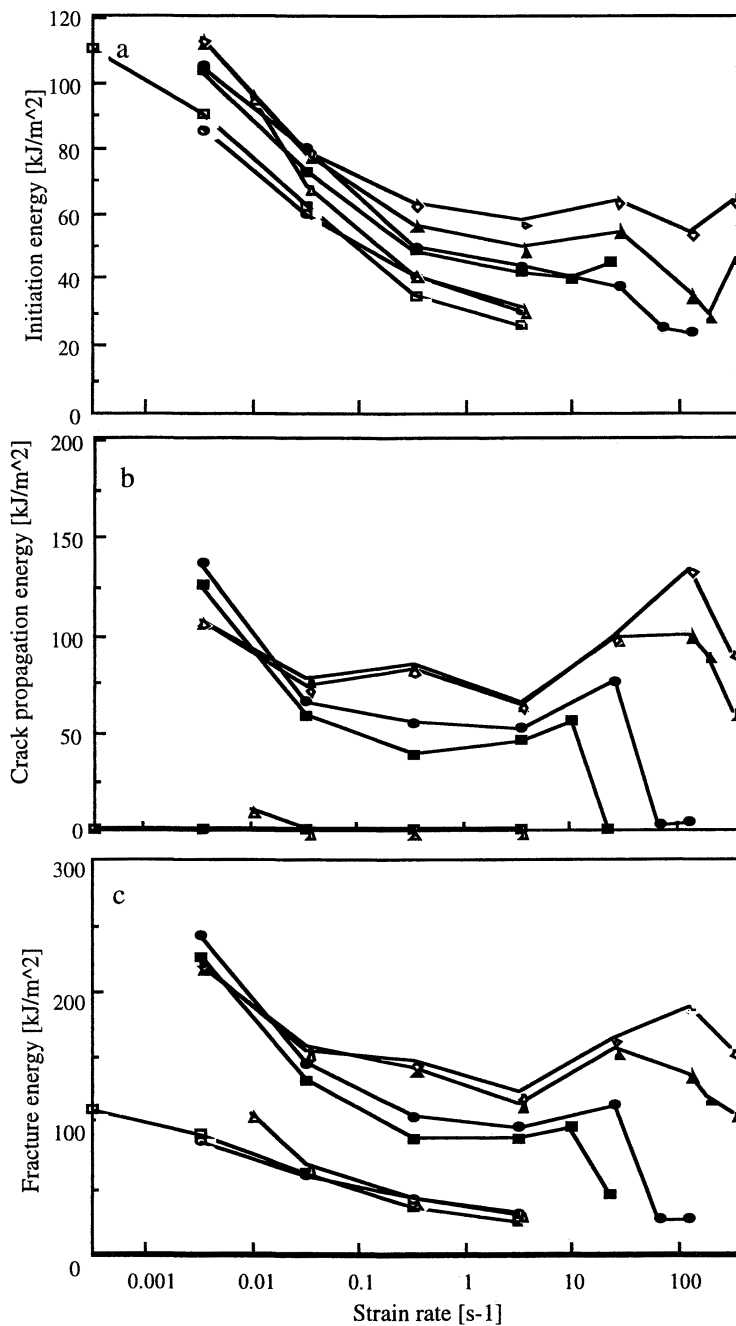 120
a
100
80
60
40
20
0
Initiation energy [kJ/m^2]
200
b
150
100
50
0
Crack propagation energy [kJ/m^2]
300
c
200
100
0
Fracture energy [kJ/m^2]
0.001 0.01 0.1 1 10 100
Strain rate [s-1]